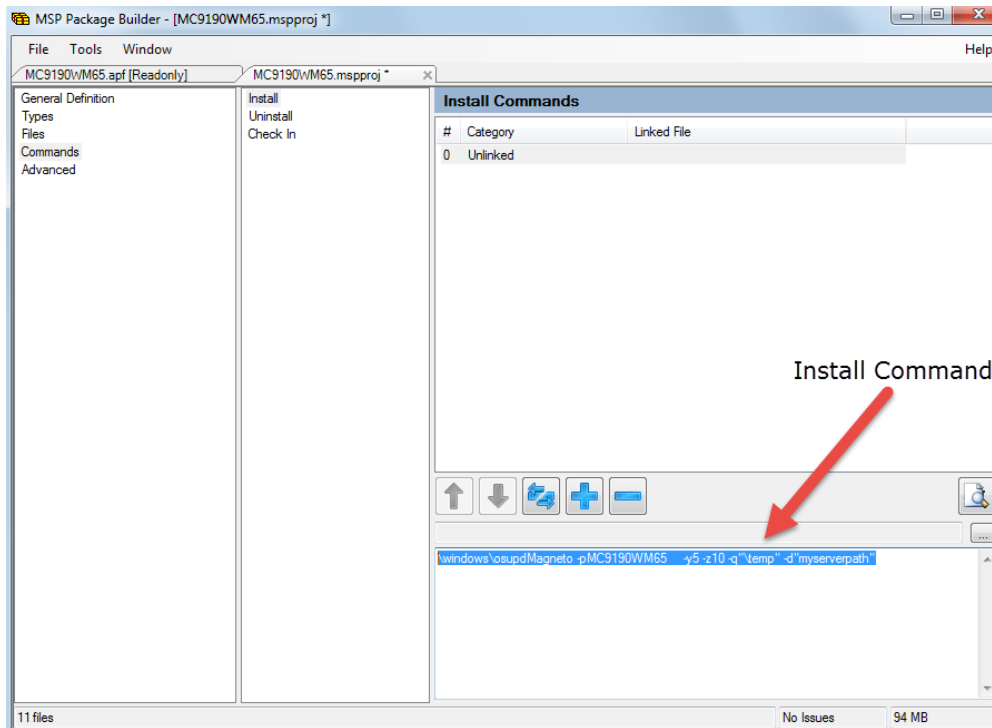 MSP Package Builder - [MC9190WM65.mspproj *]
File Tools Window Help
MC9190WM65.apf [Readonly] MC9190WM65.mspproj *
General Definition
Types
Files
Commands
Advanced
Install
Uninstall
Check In
Install Commands
# Category Linked File
0 Unlinked
Install Command
...
\windows\osupdMagneto -pMC9190WM65 -y5 -z10 -q"\temp" -d"myserverpath"
11 files No Issues 94 MB